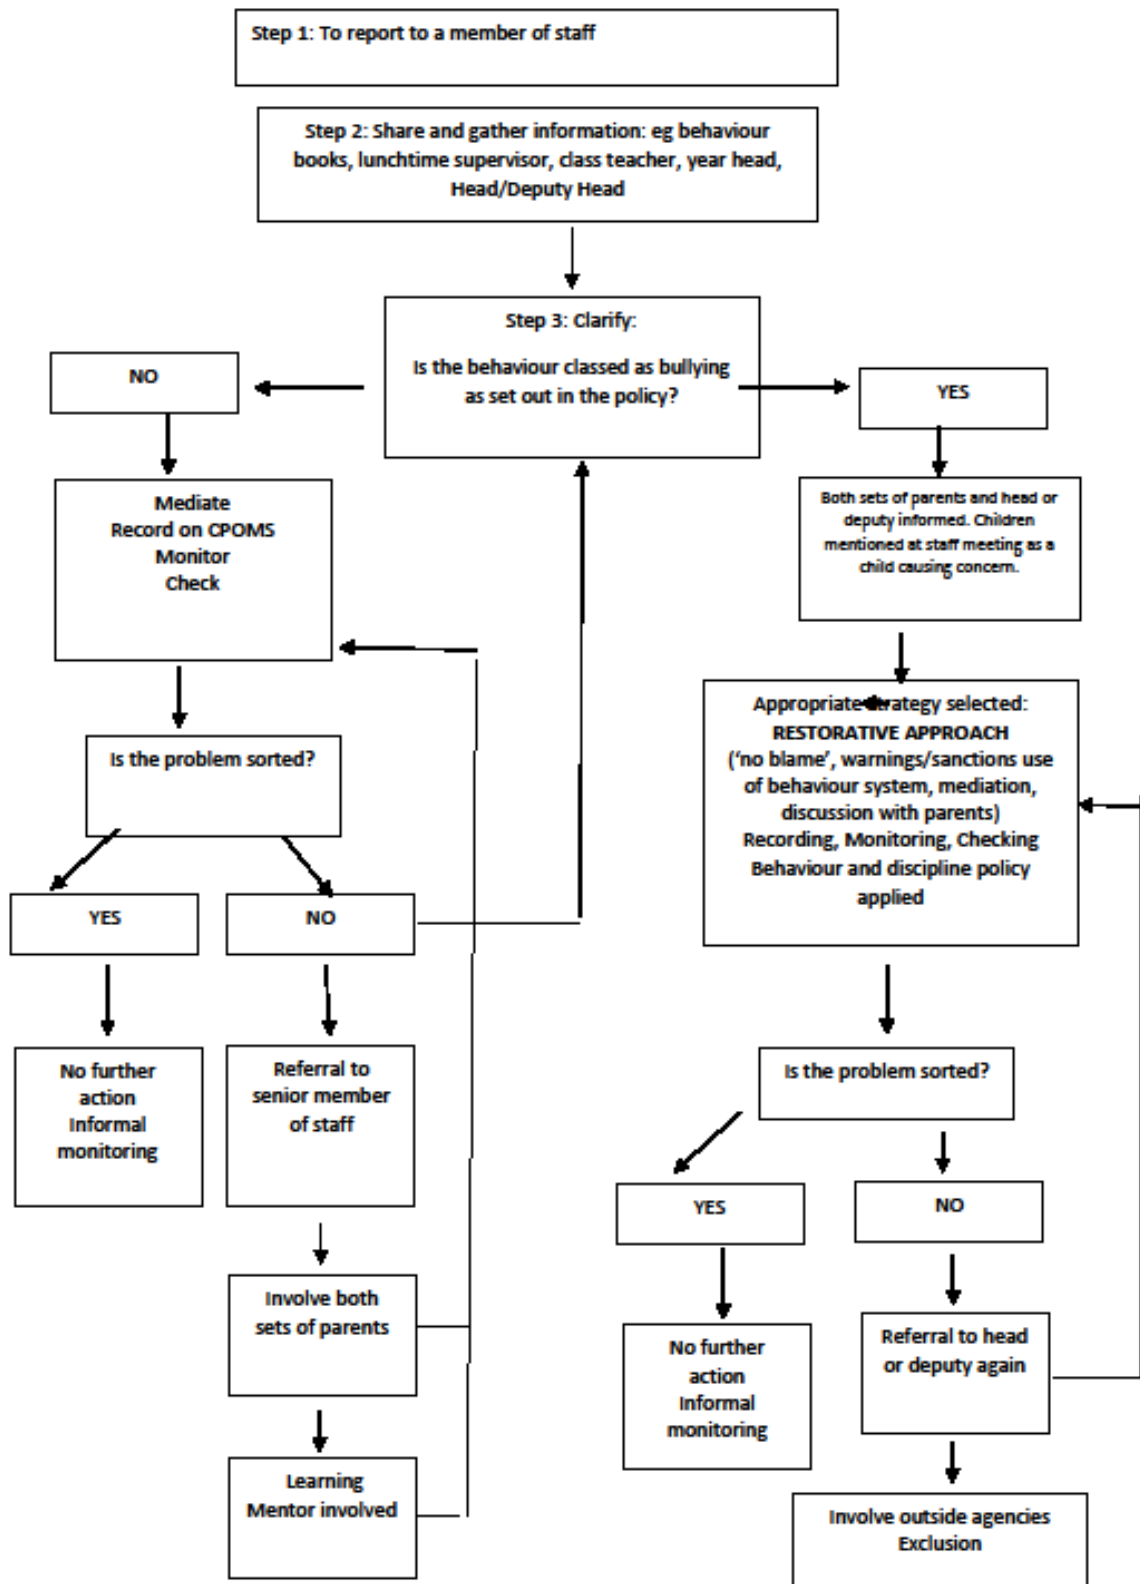 Step 1: To report to a member of staff
Step 2: Share and gather information: eg behaviour
books, lunchtime supervisor, class teacher, year head,
Head/Deputy Head
Step 3: Clarify:
Is the behaviour classed as bullying
as set out in the policy?
NO
YES
Mediate
Record on CPOMS
Monitor
Check
Both sets of parents and head or
deputy informed. Children
mentioned at staff meeting as a
child causing concern.
Is the problem sorted?
Appropriate strategy selected:
RESTORATIVE APPROACH
('no blame', warnings/sanctions use
of behaviour system, mediation,
discussion with parents)
Recording, Monitoring, Checking
Behaviour and discipline policy
applied
YES
NO
No further
action
Informal
monitoring
Referral to
senior member
of staff
Is the problem sorted?
YES
NO
Involve both
sets of parents
No further
action
Informal
monitoring
Referral to head
or deputy again
Learning
Mentor involved
Involve outside agencies
Exclusion